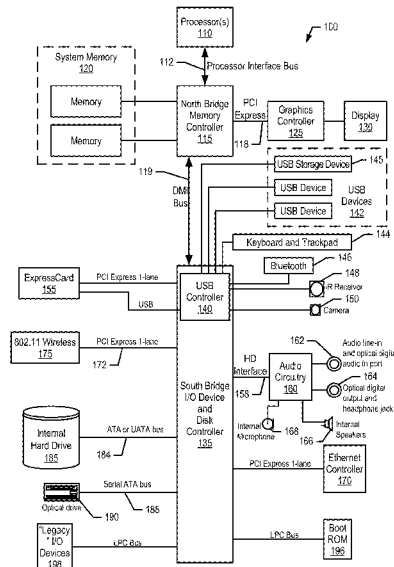 Processor(s)
110
100
112
Processor Interface Bus
System Memory
120
Memory
Memory
North Bridge
Memory
Controller
115
PCI
Express
118
Graphics
Controller
125
Display
130
119
DMI
Bus
USB Storage Device
145
USB Device
USB Device
USB
Devices
142
Keyboard and Trackpad
144
Bluetooth
146
148
IR Receiver
150
Camera
USB
Controller
140
ExpressCard
155
PCI Express 1-lane
USB
802.11 Wireless
175
PCI Express 1-lane
172
South Bridge
I/O Device
and
Disk
Controller
135
HD
Interface
158
Audio
Circuitry
160
162
Audio line-in
and optical digital
audio in port
164
Optical digital
output and
headphone jack
Internal
Microphone
168
Internal
Speakers
166
Internal
Hard Drive
185
ATA or UATA bus
184
PCI Express 1-lane
Ethernet
Controller
170
Serial ATA bus
188
190
Optical drive
"Legacy
" I/O
Devices
198
LPC Bus
LPC Bus
Boot
ROM
196